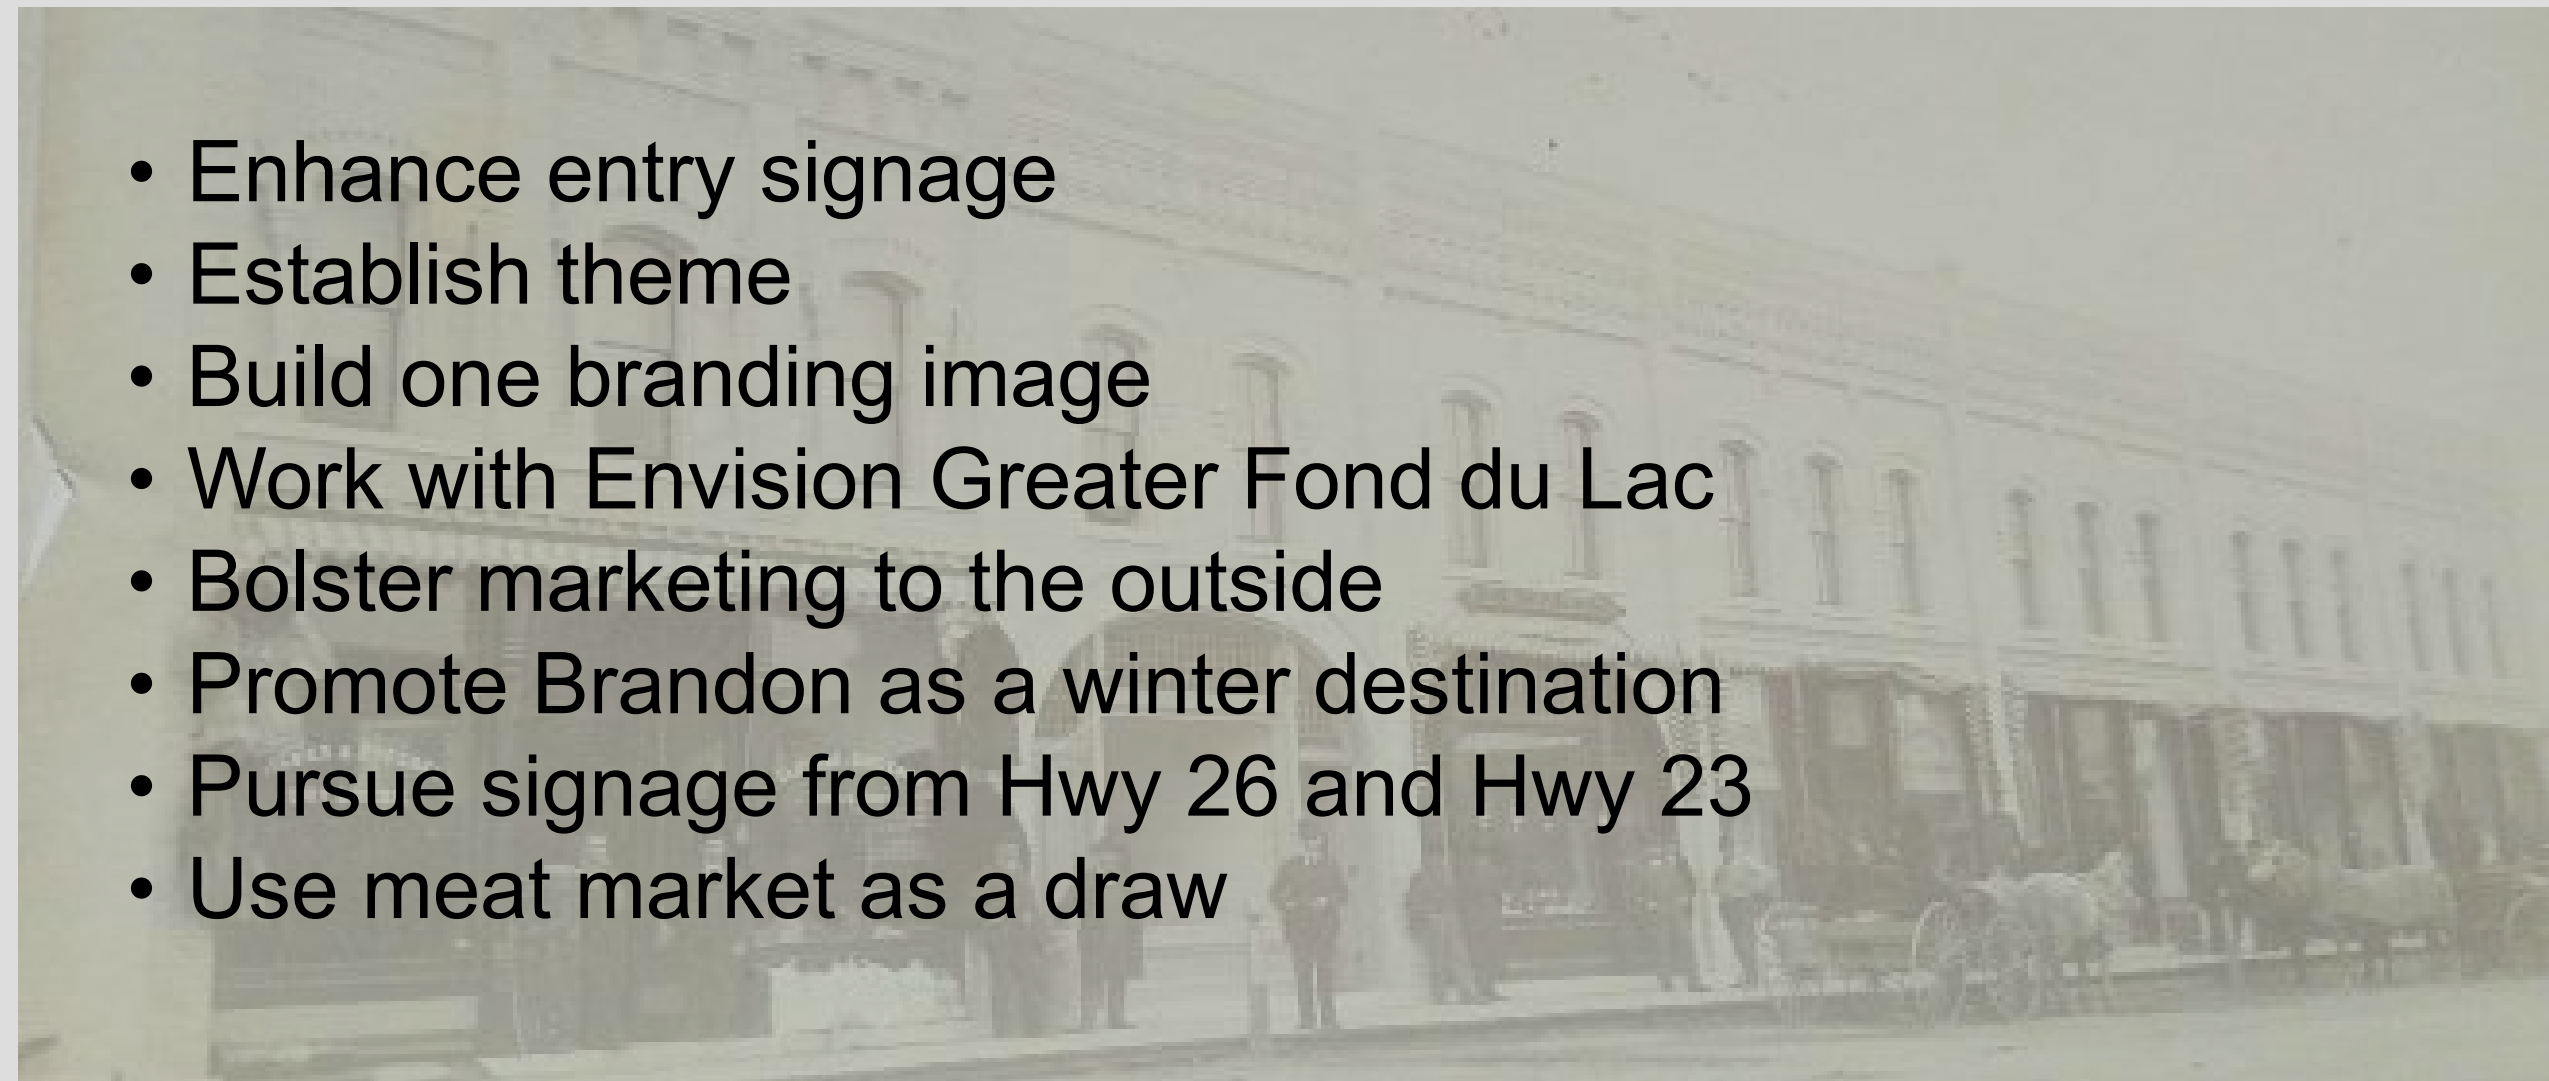 • Enhance entry signage
• Establish theme
• Build one branding image
• Work with Envision Greater Fond du Lac
• Bolster marketing to the outside
• Promote Brandon as a winter destination
• Pursue signage from Hwy 26 and Hwy 23
• Use meat market as a draw